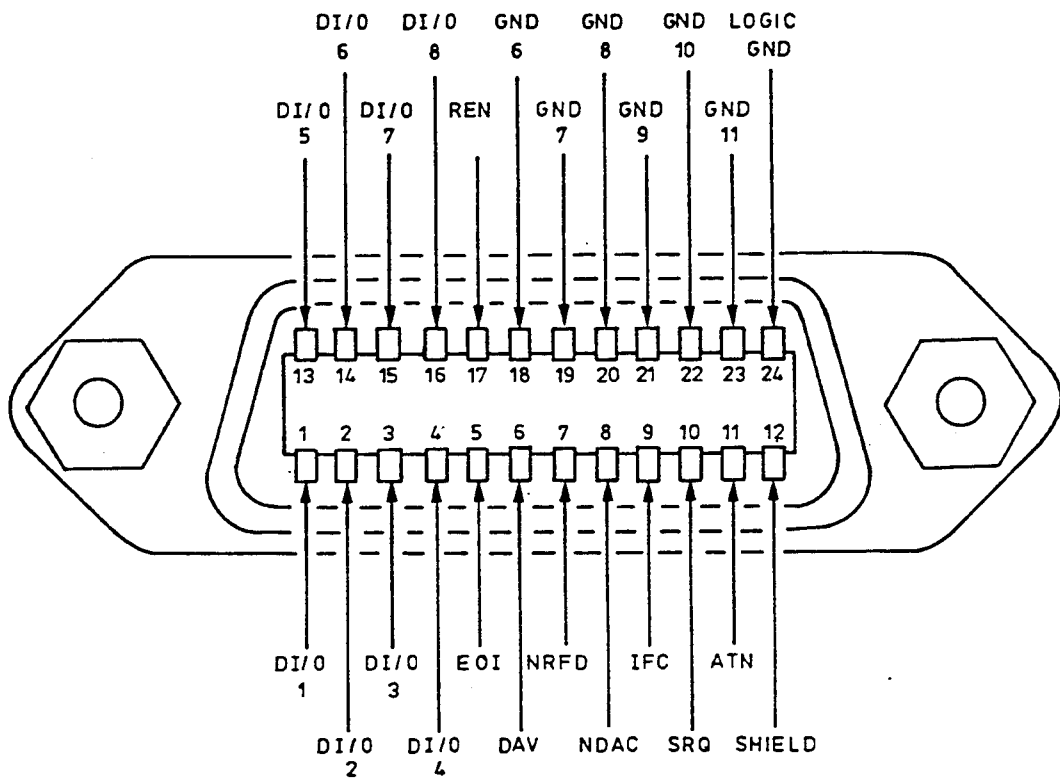 DI/O DI/O GND GND GND LOGIC
6 8 6 8 10 GND
DI/O DI/O REN GND GND GND
5 7 7 9 11
13 14 15 16 17 18 19 20 21 22 23 24
1 2 3 4 5 6 7 8 9 10 11 12
DI/O DI/O EOI NRFD IFC ATN
1 3
DI/O DI/O DAV NDAC SRQ SHIELD
2 4